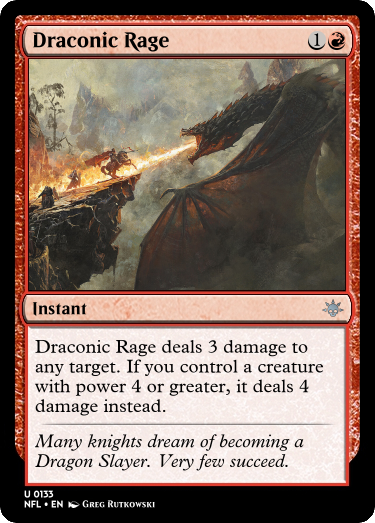 Draconic Rage 1
Instant
Draconic Rage deals 3 damage to
any target. If you control a creature
with power 4 or greater, it deals 4
damage instead.
Many knights dream of becoming a
Dragon Slayer. Very few succeed.
U 0133
NFL • EN Greg Rutkowski